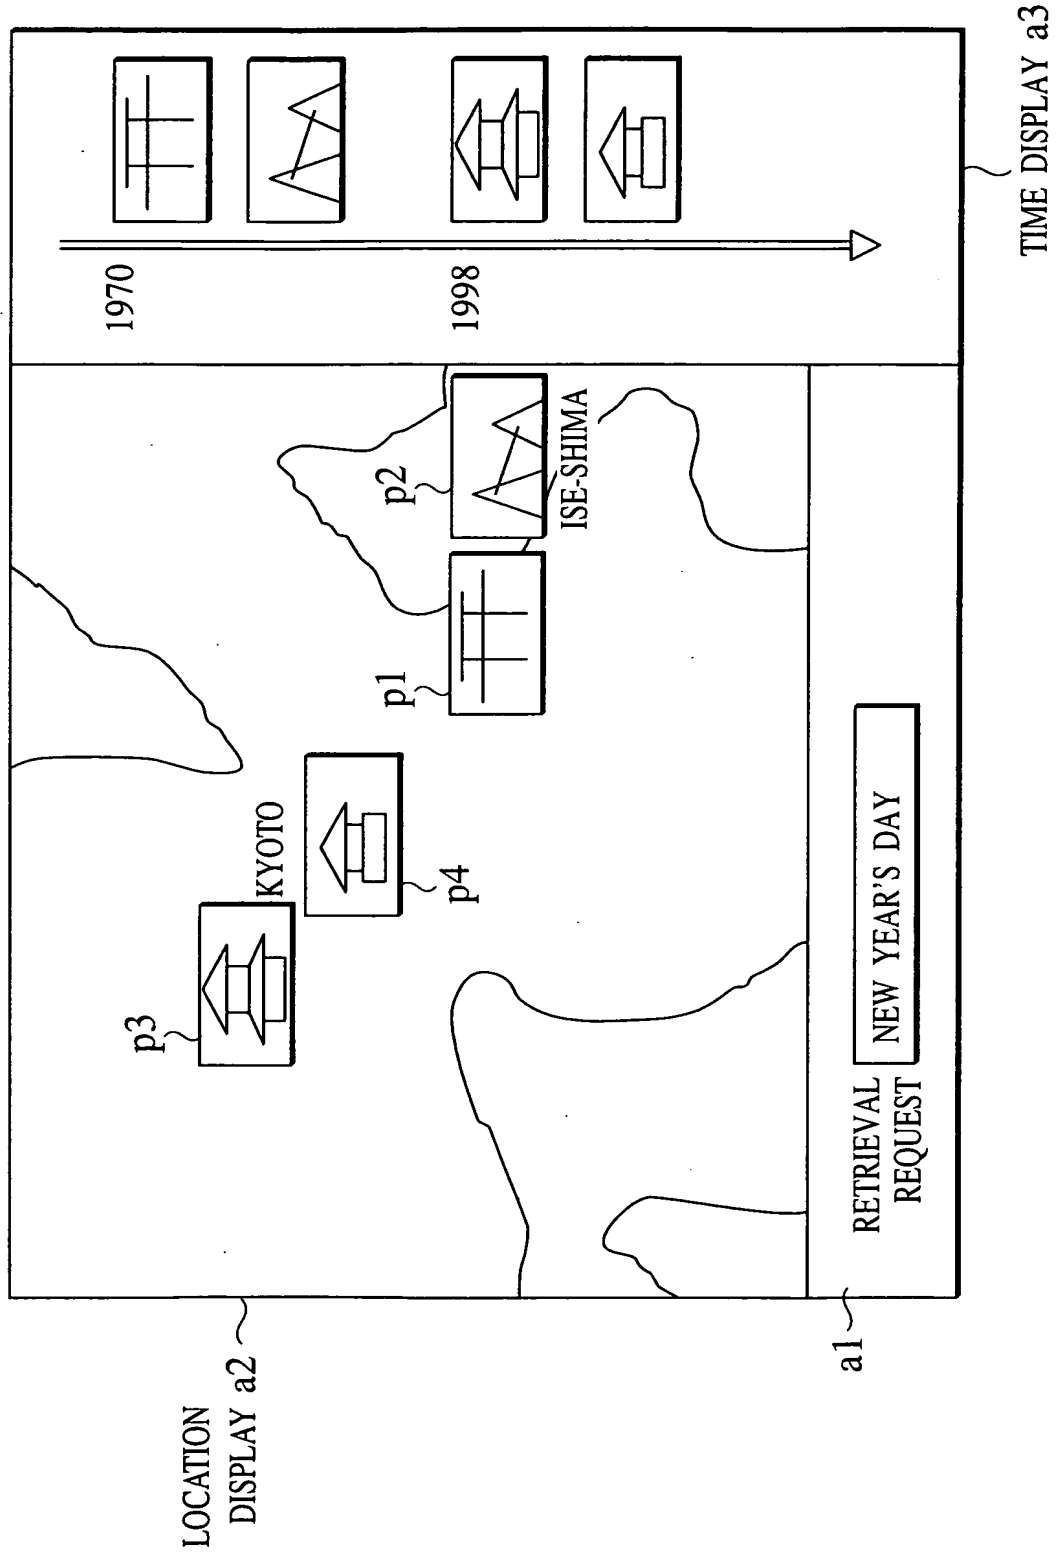 LOCATION
DISPLAY a2
p3
KYOTO
p4
p1
p2
ISE-SHIMA
1970
1998
a1
RETRIEVAL
REQUEST
NEW YEAR'S DAY
TIME DISPLAY a3